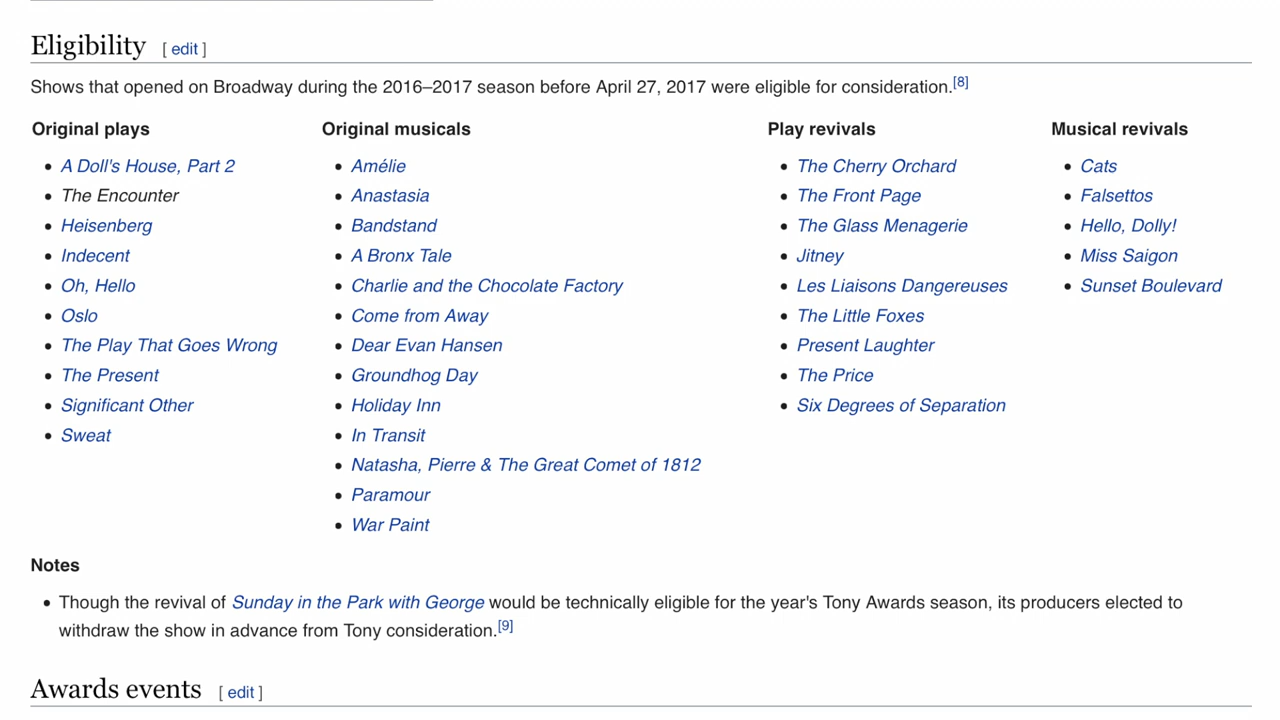 Eligibility [ edit ]
Shows that opened on Broadway during the 2016–2017 season before April 27, 2017 were eligible for consideration.[8]
Original plays
• A Doll's House, Part 2
• The Encounter
• Heisenberg
• Indecent
• Oh, Hello
• Oslo
• The Play That Goes Wrong
• The Present
• Significant Other
• Sweat
Original musicals
• Amélie
• Anastasia
• Bandstand
• A Bronx Tale
• Charlie and the Chocolate Factory
• Come from Away
• Dear Evan Hansen
• Groundhog Day
• Holiday Inn
• In Transit
• Natasha, Pierre & The Great Comet of 1812
• Paramour
• War Paint
Play revivals
• The Cherry Orchard
• The Front Page
• The Glass Menagerie
• Jitney
• Les Liaisons Dangereuses
• The Little Foxes
• Present Laughter
• The Price
• Six Degrees of Separation
Musical revivals
• Cats
• Falsettos
• Hello, Dolly!
• Miss Saigon
• Sunset Boulevard
Notes
• Though the revival of Sunday in the Park with George would be technically eligible for the year's Tony Awards season, its producers elected to
withdraw the show in advance from Tony consideration.[9]
Awards events [ edit ]